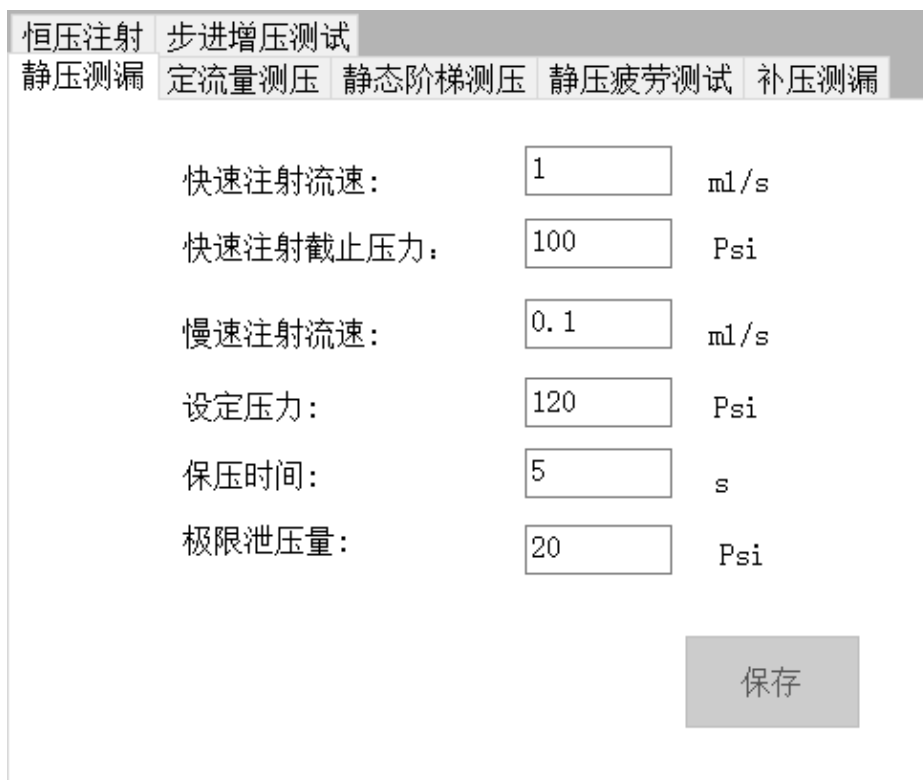 恒压注射 步进增压测试
静压测漏 定流量测压 静态阶梯测压 静压疲劳测试 补压测漏
快速注射流速: 1 ml/s
快速注射截止压力: 100 Psi
慢速注射流速: 0.1 ml/s
设定压力: 120 Psi
保压时间: 5 s
极限泄压量: 20 Psi
保存